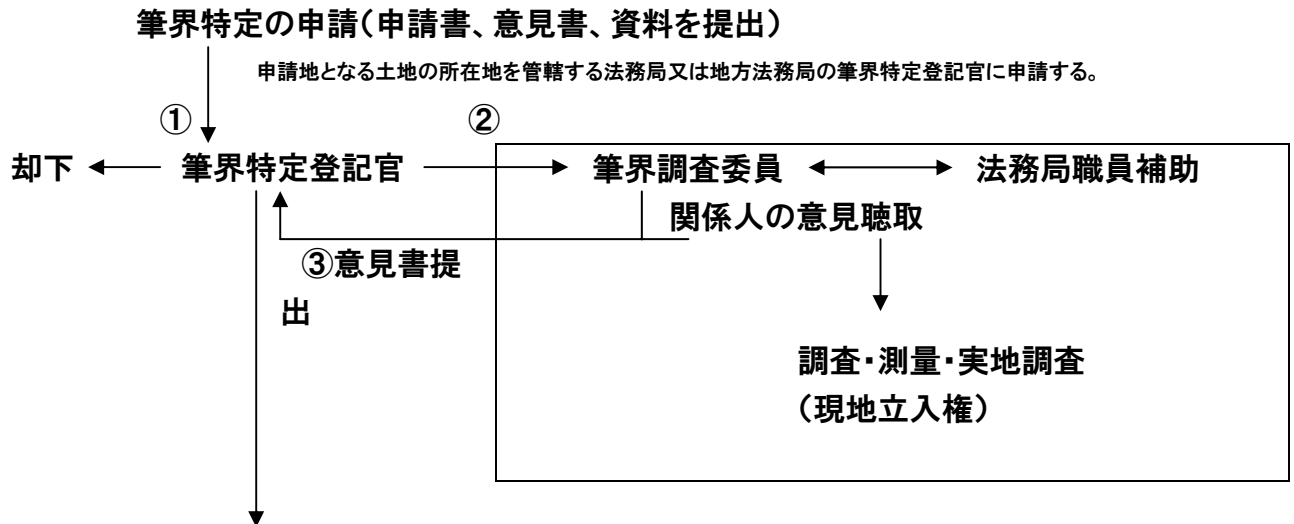 筆界特定の申請(申請書、意見書、資料を提出)
申請地となる土地の所在地を管轄する法務局又は地方法務局の筆界特定登記官に申請する。
① ②
却下 筆界特定登記官 筆界調査委員 法務局職員補助
関係人の意見聴取
③意見書提
出
調査・測量・実地調査
(現地立入権)